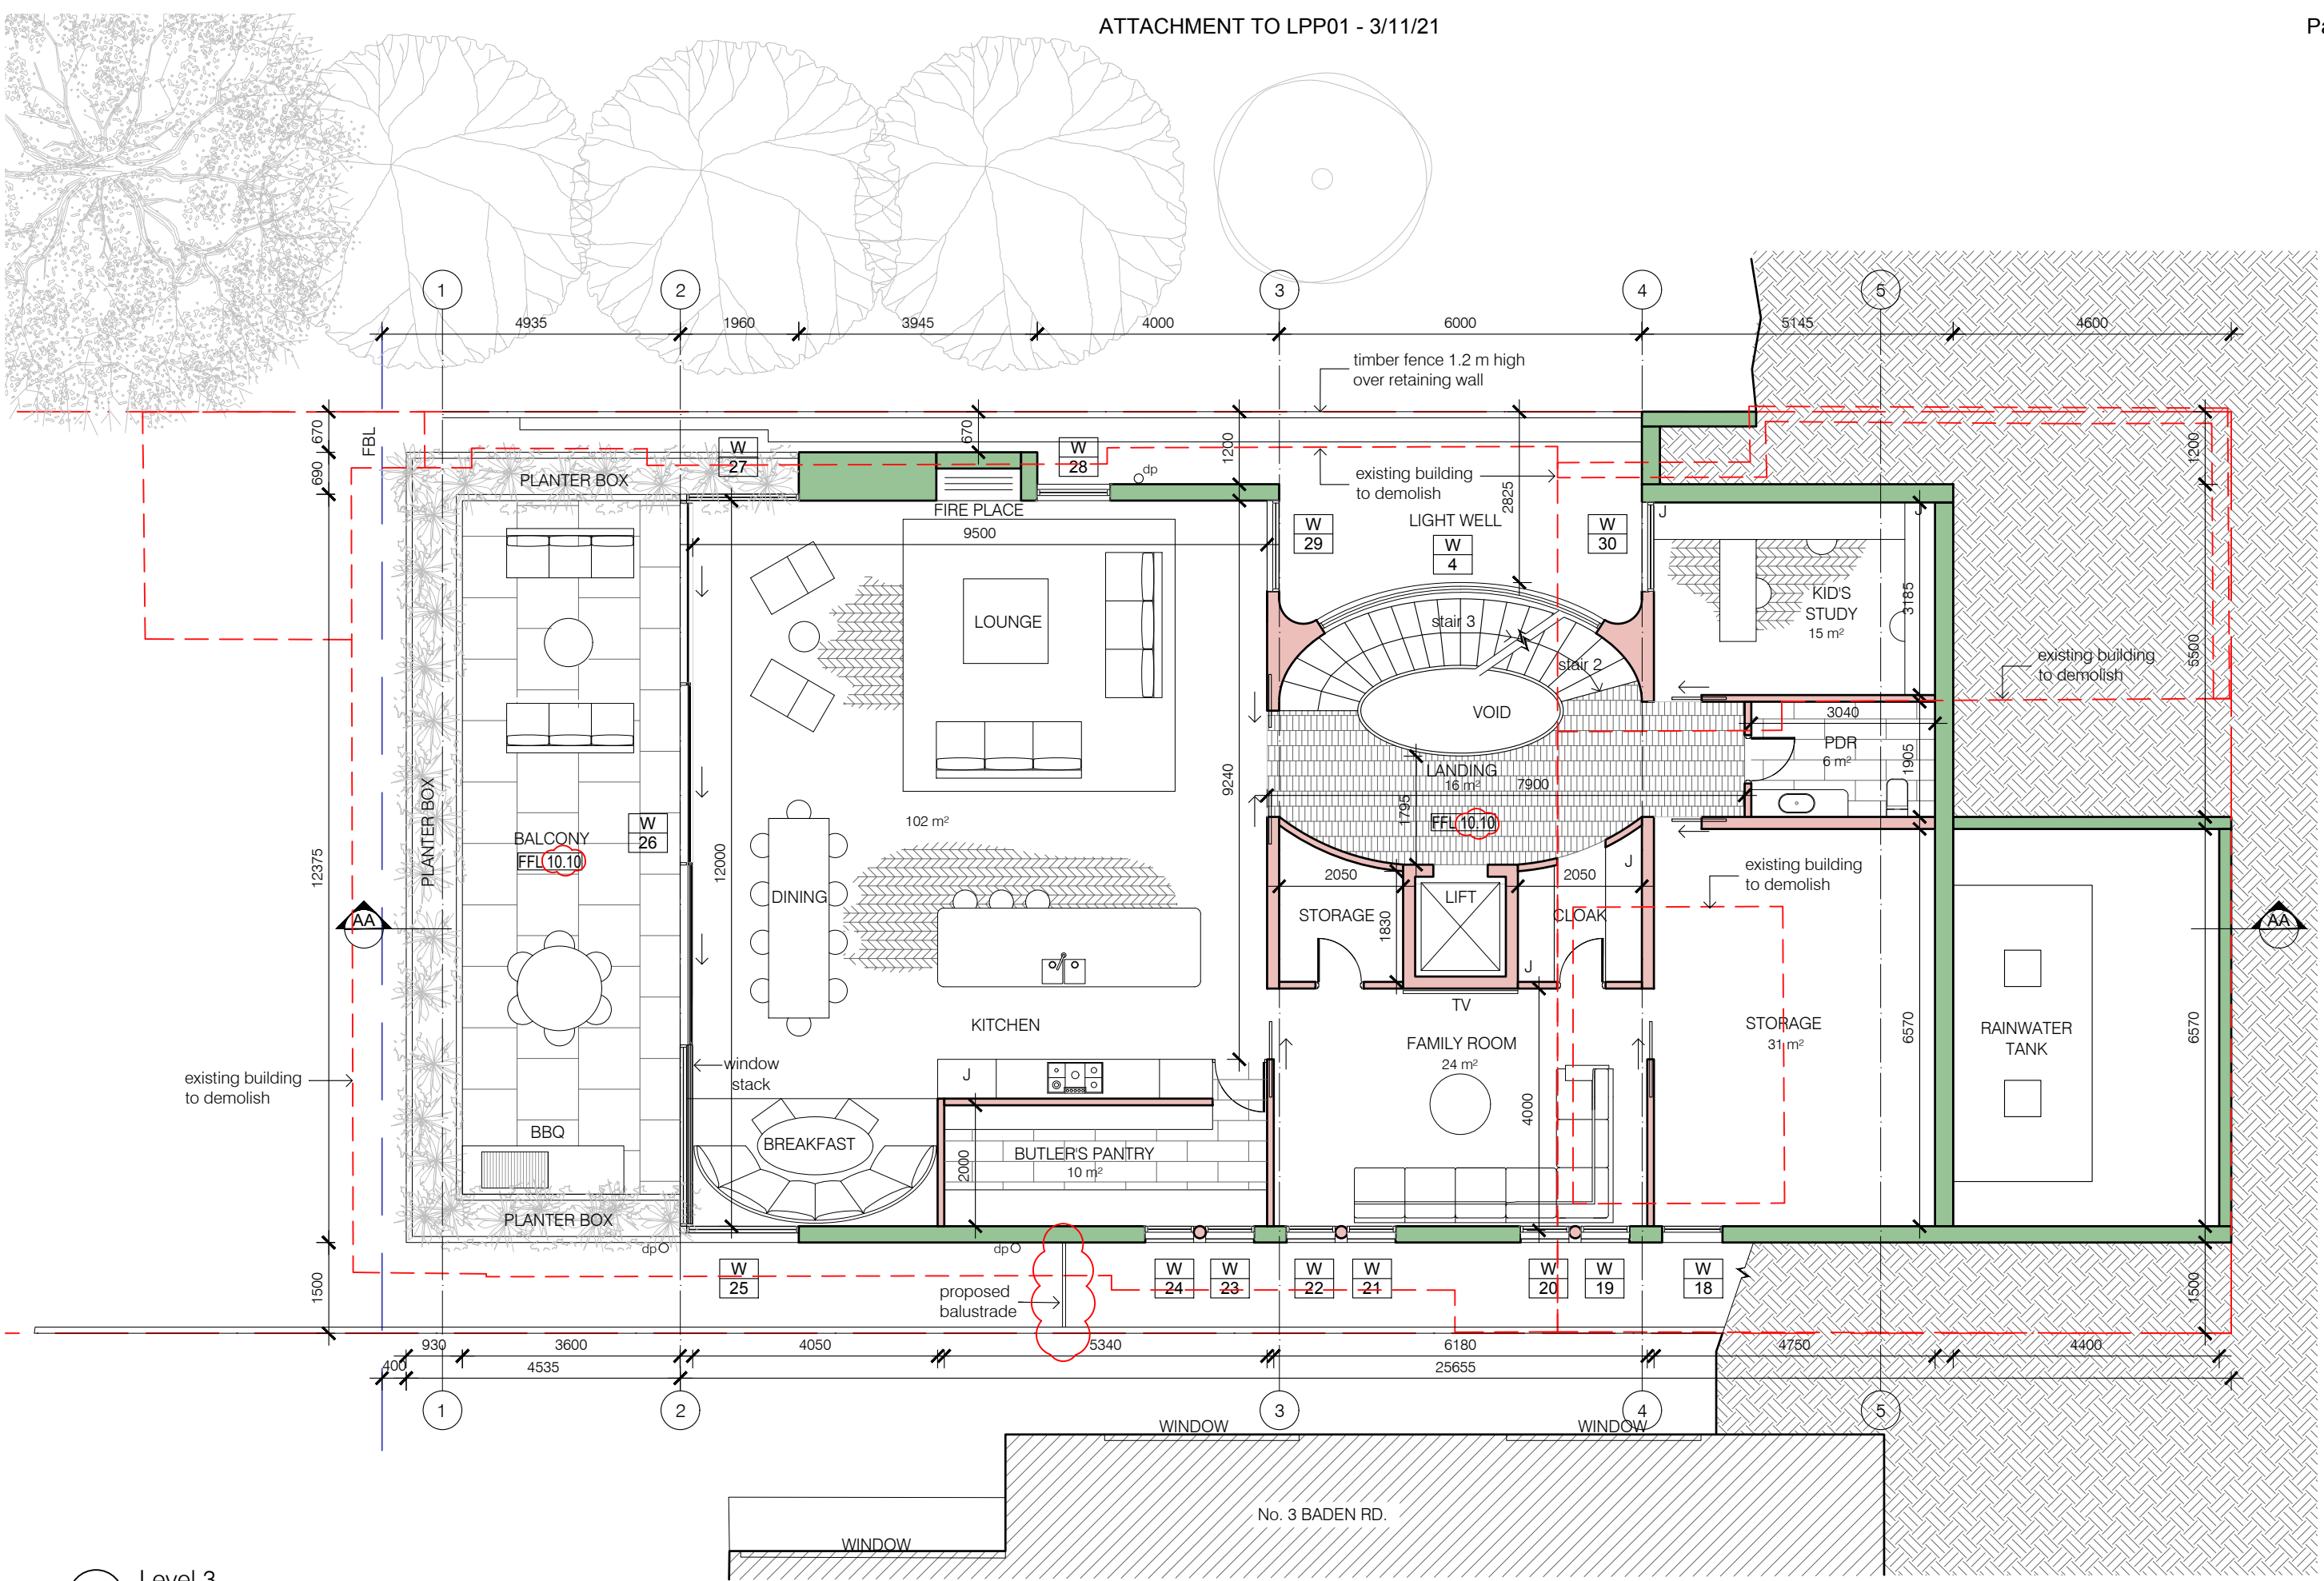 ATTACHMENT TO LPP01 - 3/11/21
1
2
3
4
5
4935
1960
3945
4000
6000
5145
4600
timber fence 1.2 m high
over retaining wall
670
690
FBL
W
27
670
W
28
dp
1200
existing building
to demolish
2825
1200
PLANTER BOX
FIRE PLACE
9500
W
29
LIGHT WELL
W
4
W
30
J
J
LOUNGE
stair 3
stair 2
KID'S
STUDY
15 m²
3185
5500
existing building
to demolish
VOID
3040
PDR
6 m²
1905
LANDING
16 m²
7900
1795
FFL 10.10
9240
PLANTER BOX
BALCONY
FFL 10.10
W
26
102 m²
12000
12375
DINING
2050
2050
J
existing building
to demolish
AA
STORAGE
1830
LIFT
CLOAK
J
AA
TV
KITCHEN
FAMILY ROOM
24 m²
STORAGE
31 m²
6570
RAINWATER
TANK
6570
window
stack
J
existing building
to demolish
4000
BBQ
BREAKFAST
2000
BUTLER'S PANTRY
10 m²
PLANTER BOX
dp
dp
W
25
W
24
W
23
W
22
W
21
W
20
W
19
W
18
1500
proposed
balustrade
1500
930
3600
4050
5340
6180
4750
4400
400
4535
25655
1
2
3
4
5
WINDOW
WINDOW
No. 3 BADEN RD.
WINDOW
Level 3